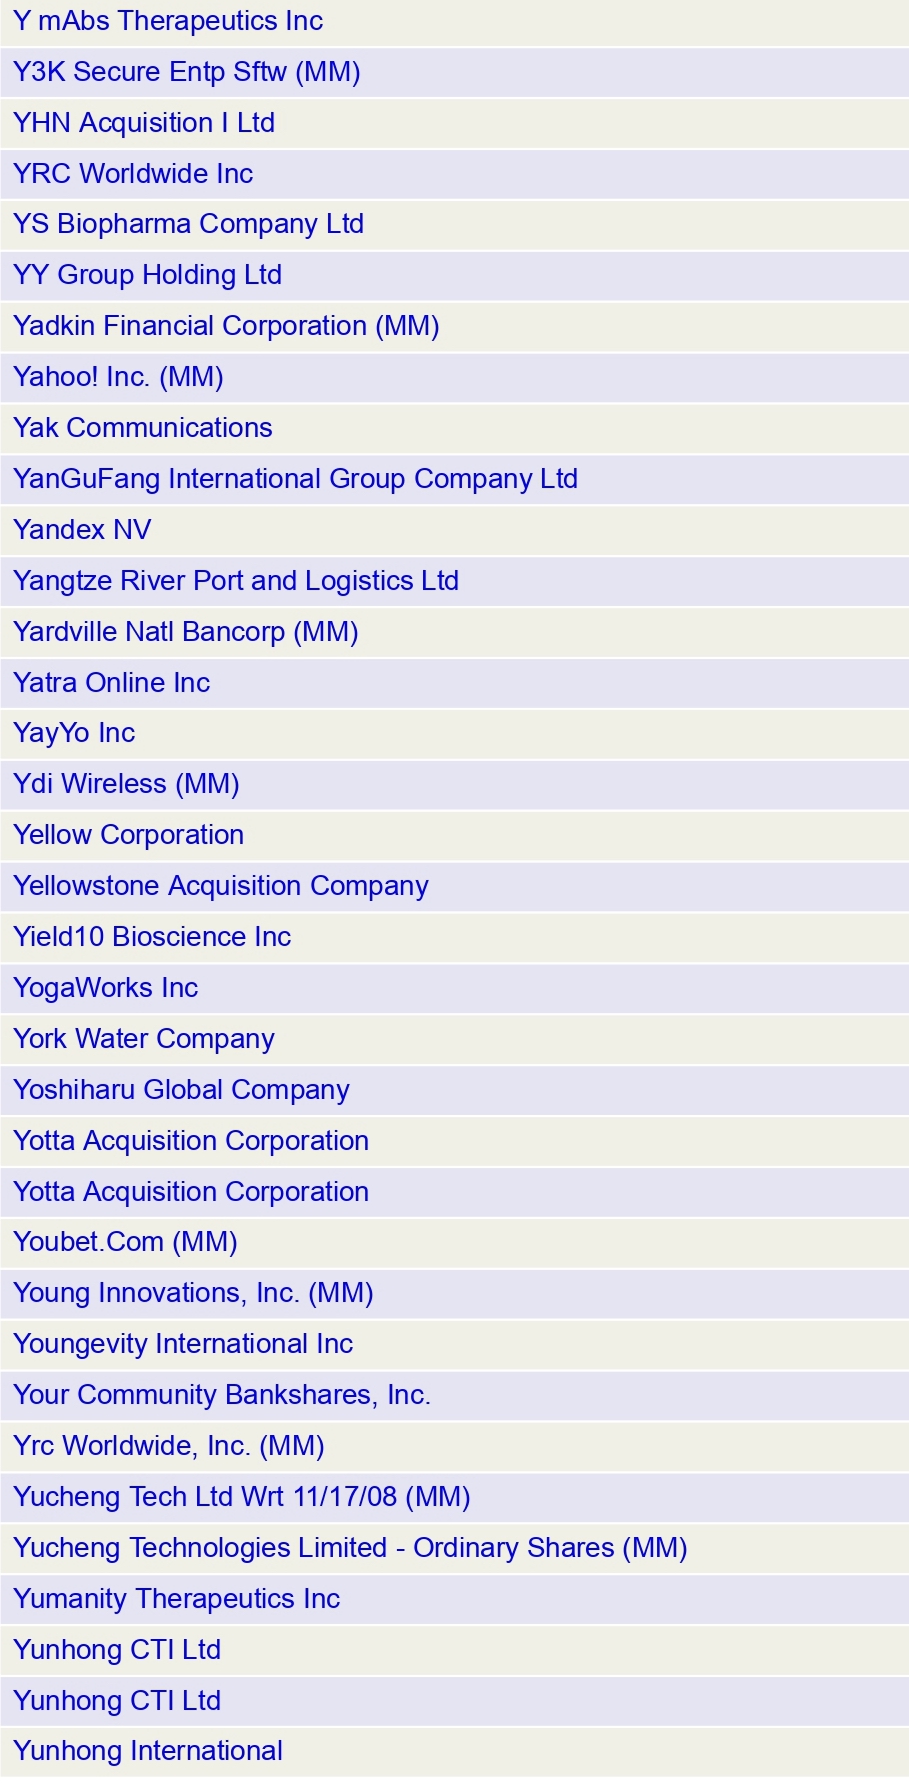 Y mAbs Therapeutics Inc
Y3K Secure Entp Sftw (MM)
YHN Acquisition I Ltd
YRC Worldwide Inc
YS Biopharma Company Ltd
YY Group Holding Ltd
Yadkin Financial Corporation (MM)
Yahoo! Inc. (MM)
Yak Communications
YanGuFang International Group Company Ltd
Yandex NV
Yangtze River Port and Logistics Ltd
Yardville Natl Bancorp (MM)
Yatra Online Inc
YayYo Inc
Ydi Wireless (MM)
Yellow Corporation
Yellowstone Acquisition Company
Yield10 Bioscience Inc
YogaWorks Inc
York Water Company
Yoshiharu Global Company
Yotta Acquisition Corporation
Yotta Acquisition Corporation
Youbet.Com (MM)
Young Innovations, Inc. (MM)
Youngevity International Inc
Your Community Bankshares, Inc.
Yrc Worldwide, Inc. (MM)
Yucheng Tech Ltd Wrt 11/17/08 (MM)
Yucheng Technologies Limited - Ordinary Shares (MM)
Yumanity Therapeutics Inc
Yunhong CTI Ltd
Yunhong CTI Ltd
Yunhong International